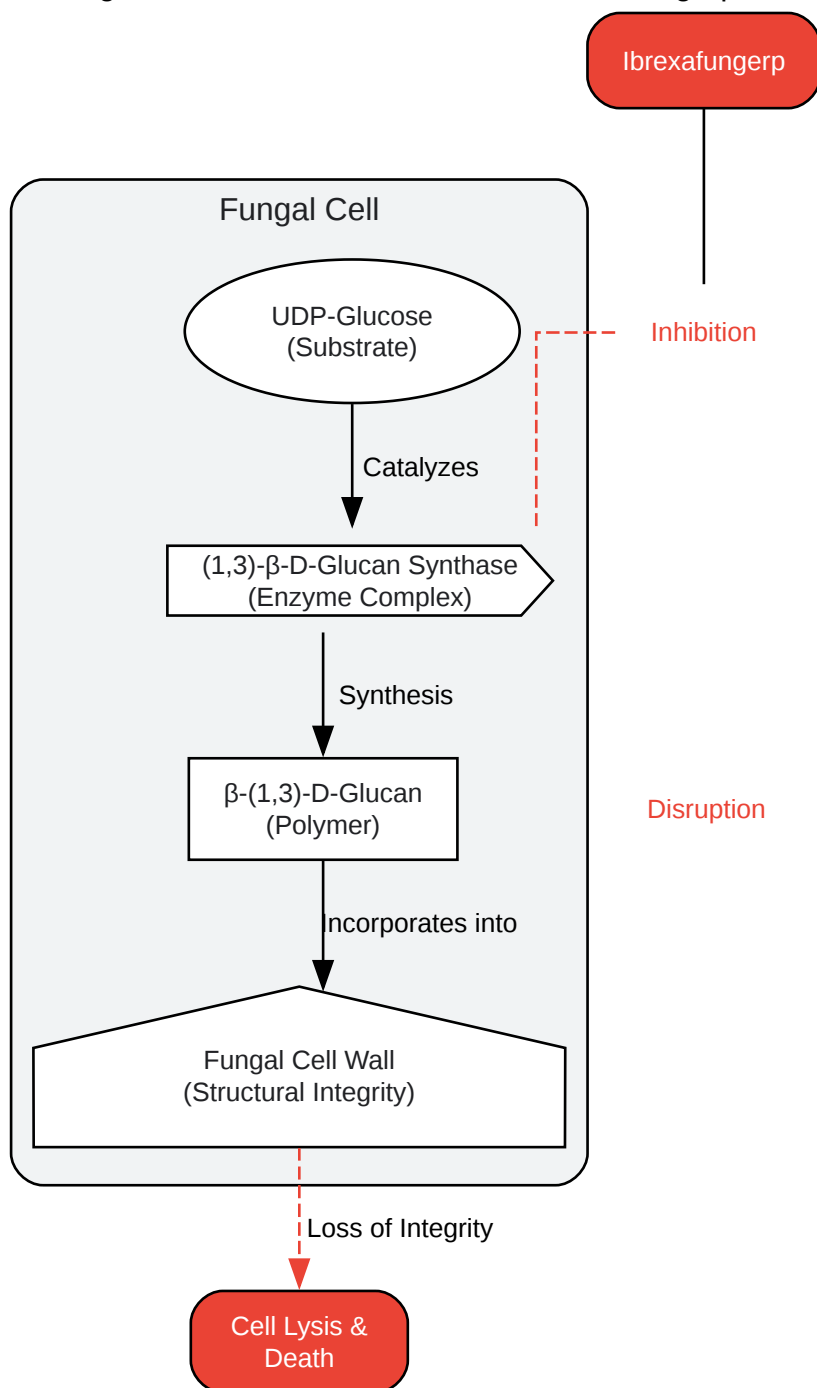 Ibrexafungerp
Fungal Cell
UDP-Glucose
(Substrate)
Inhibition
Catalyzes
(1,3)-β-D-Glucan Synthase
(Enzyme Complex)
Synthesis
β-(1,3)-D-Glucan
(Polymer)
Disruption
Incorporates into
Fungal Cell Wall
(Structural Integrity)
Loss of Integrity
Cell Lysis &
Death